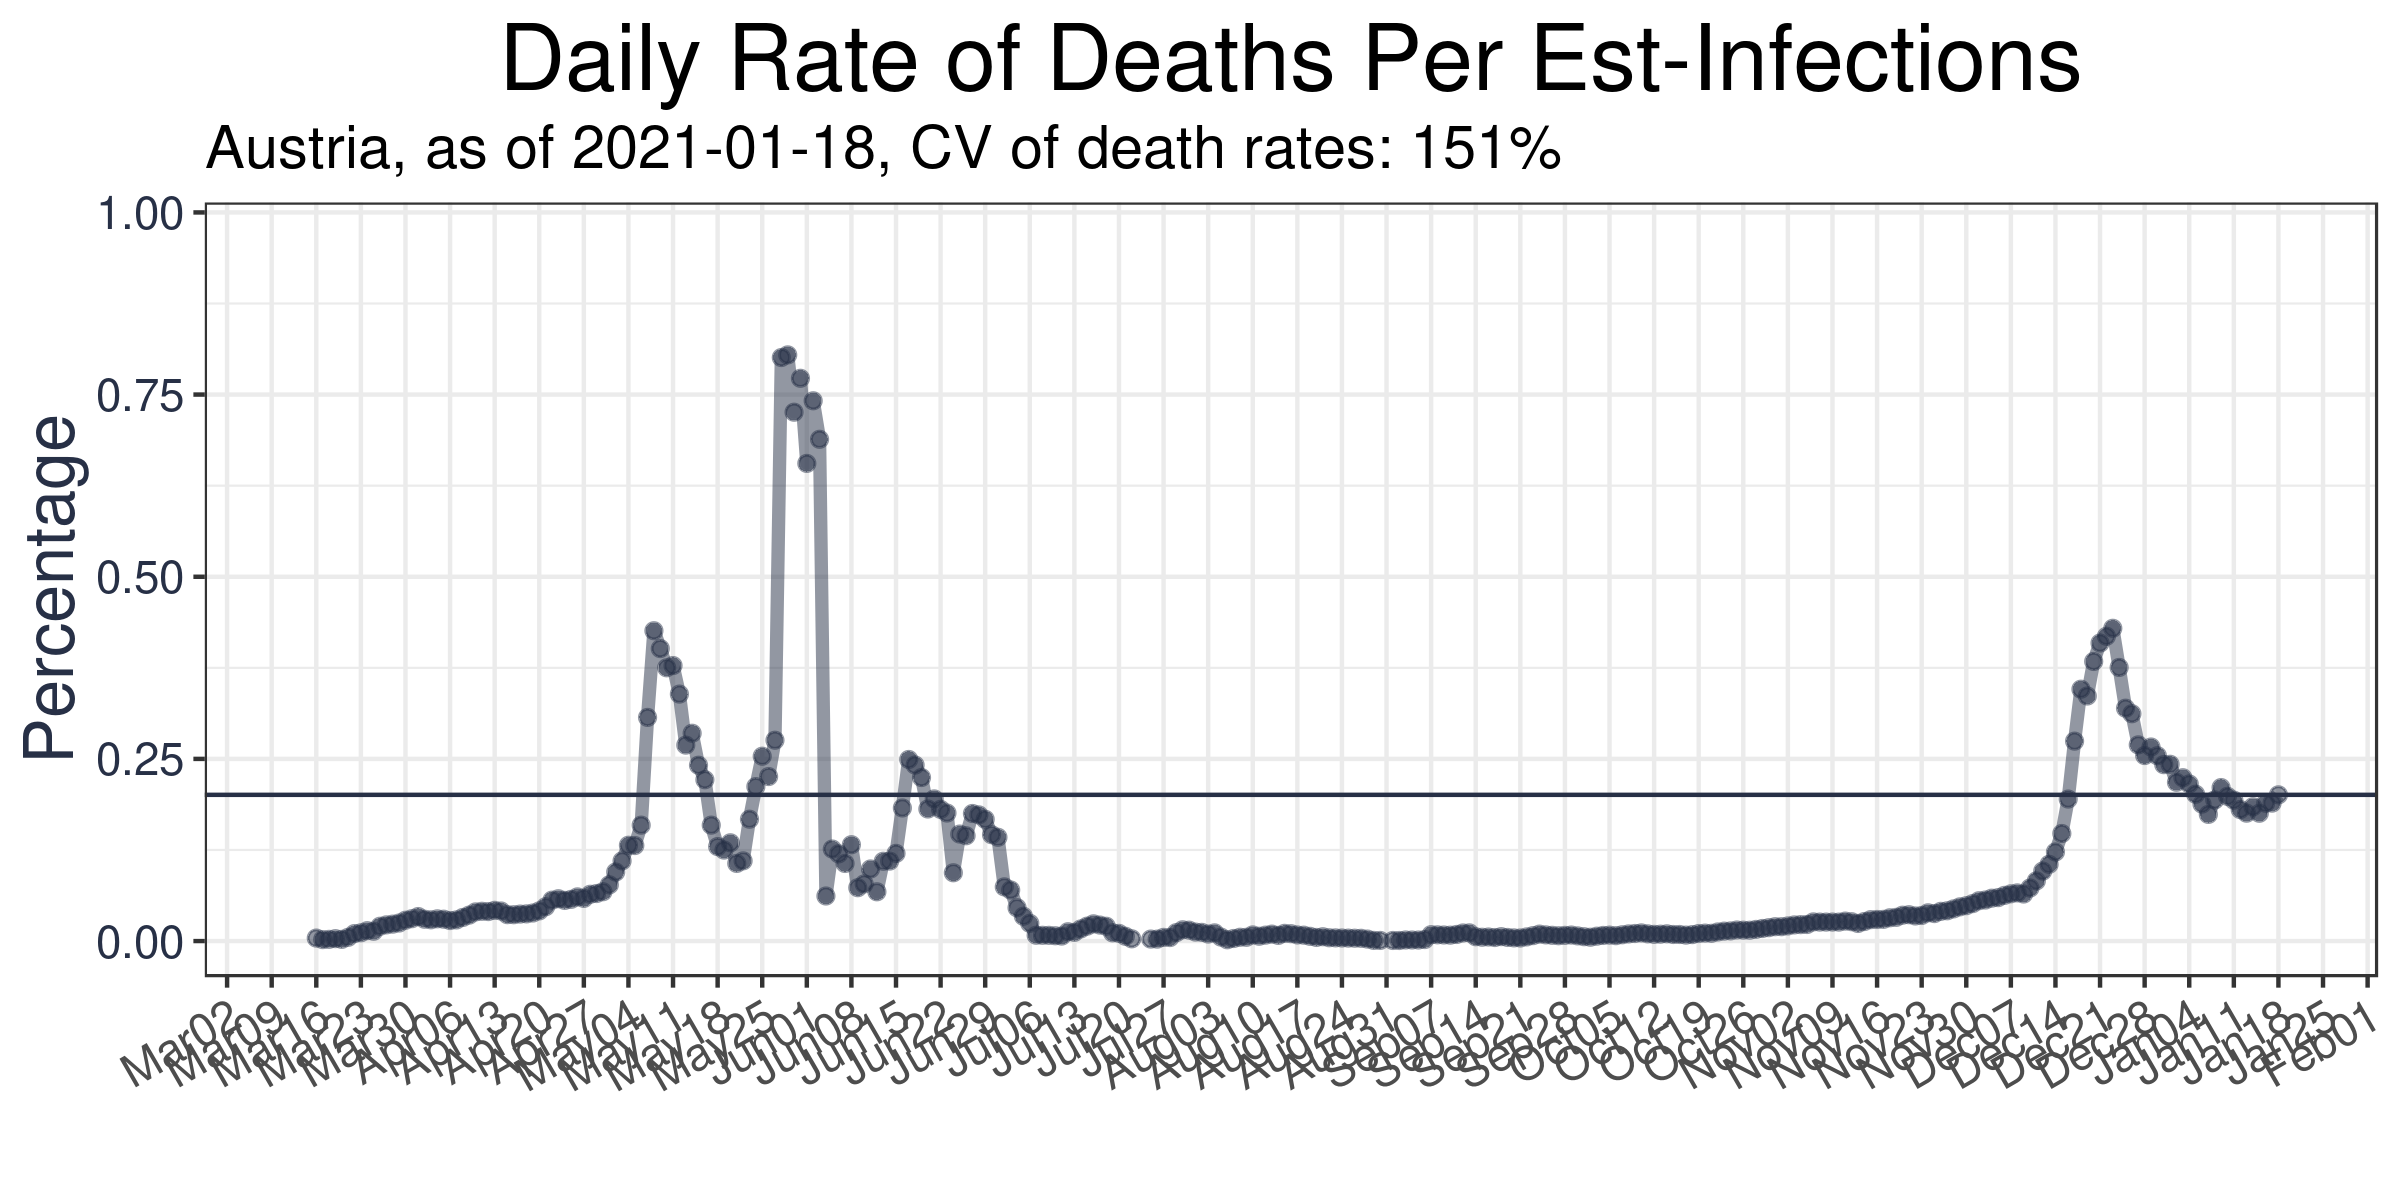 Daily Rate of Deaths Per Est-Infections
Austria, as of 2021-01-18, CV of death rates: 151%
Percentage
1.00
0.75
0.50
0.25
0.00
Mar02
Mar09
Mar16
Mar23
Mar30
Apr06
Apr13
Apr20
Apr27
May04
May11
May18
May25
Jun01
Jun08
Jun15
Jun22
Jun29
Jul06
Jul13
Jul20
Jul27
Aug03
Aug10
Aug17
Aug24
Aug31
Sep07
Sep14
Sep21
Sep28
Oct05
Oct12
Oct19
Oct26
Nov02
Nov09
Nov16
Nov23
Nov30
Dec07
Dec14
Dec21
Dec28
Jan04
Jan11
Jan18
Jan25
Feb01